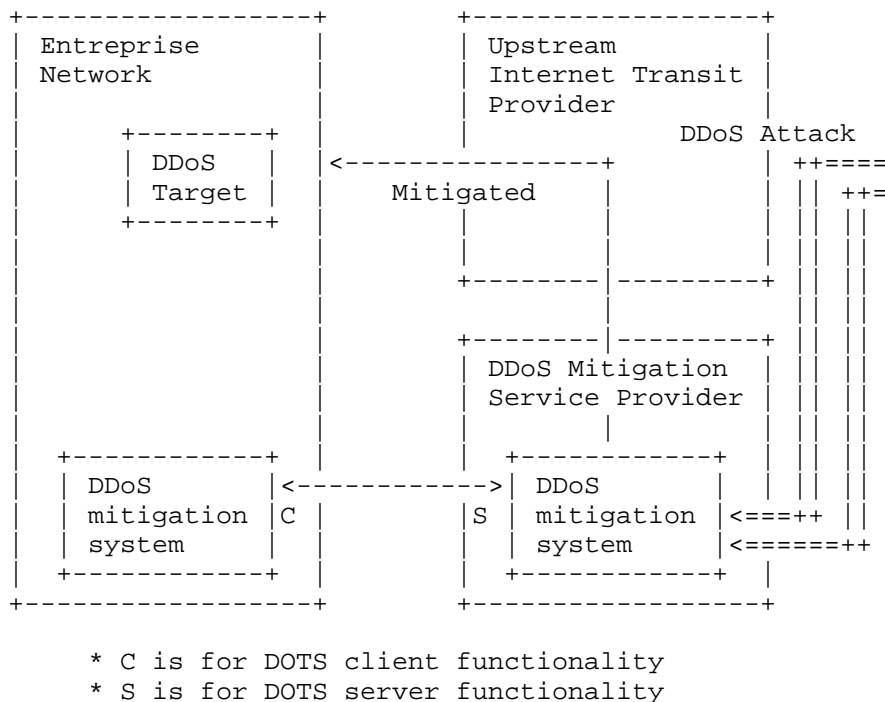 Entreprise Upstream
Network Internet Transit
Provider
DDoS Attack
DDoS
Target Mitigated
DDoS Mitigation
Service Provider
DDoS DDoS
mitigation C S mitigation
system system
* C is for DOTS client functionality
* S is for DOTS server functionality